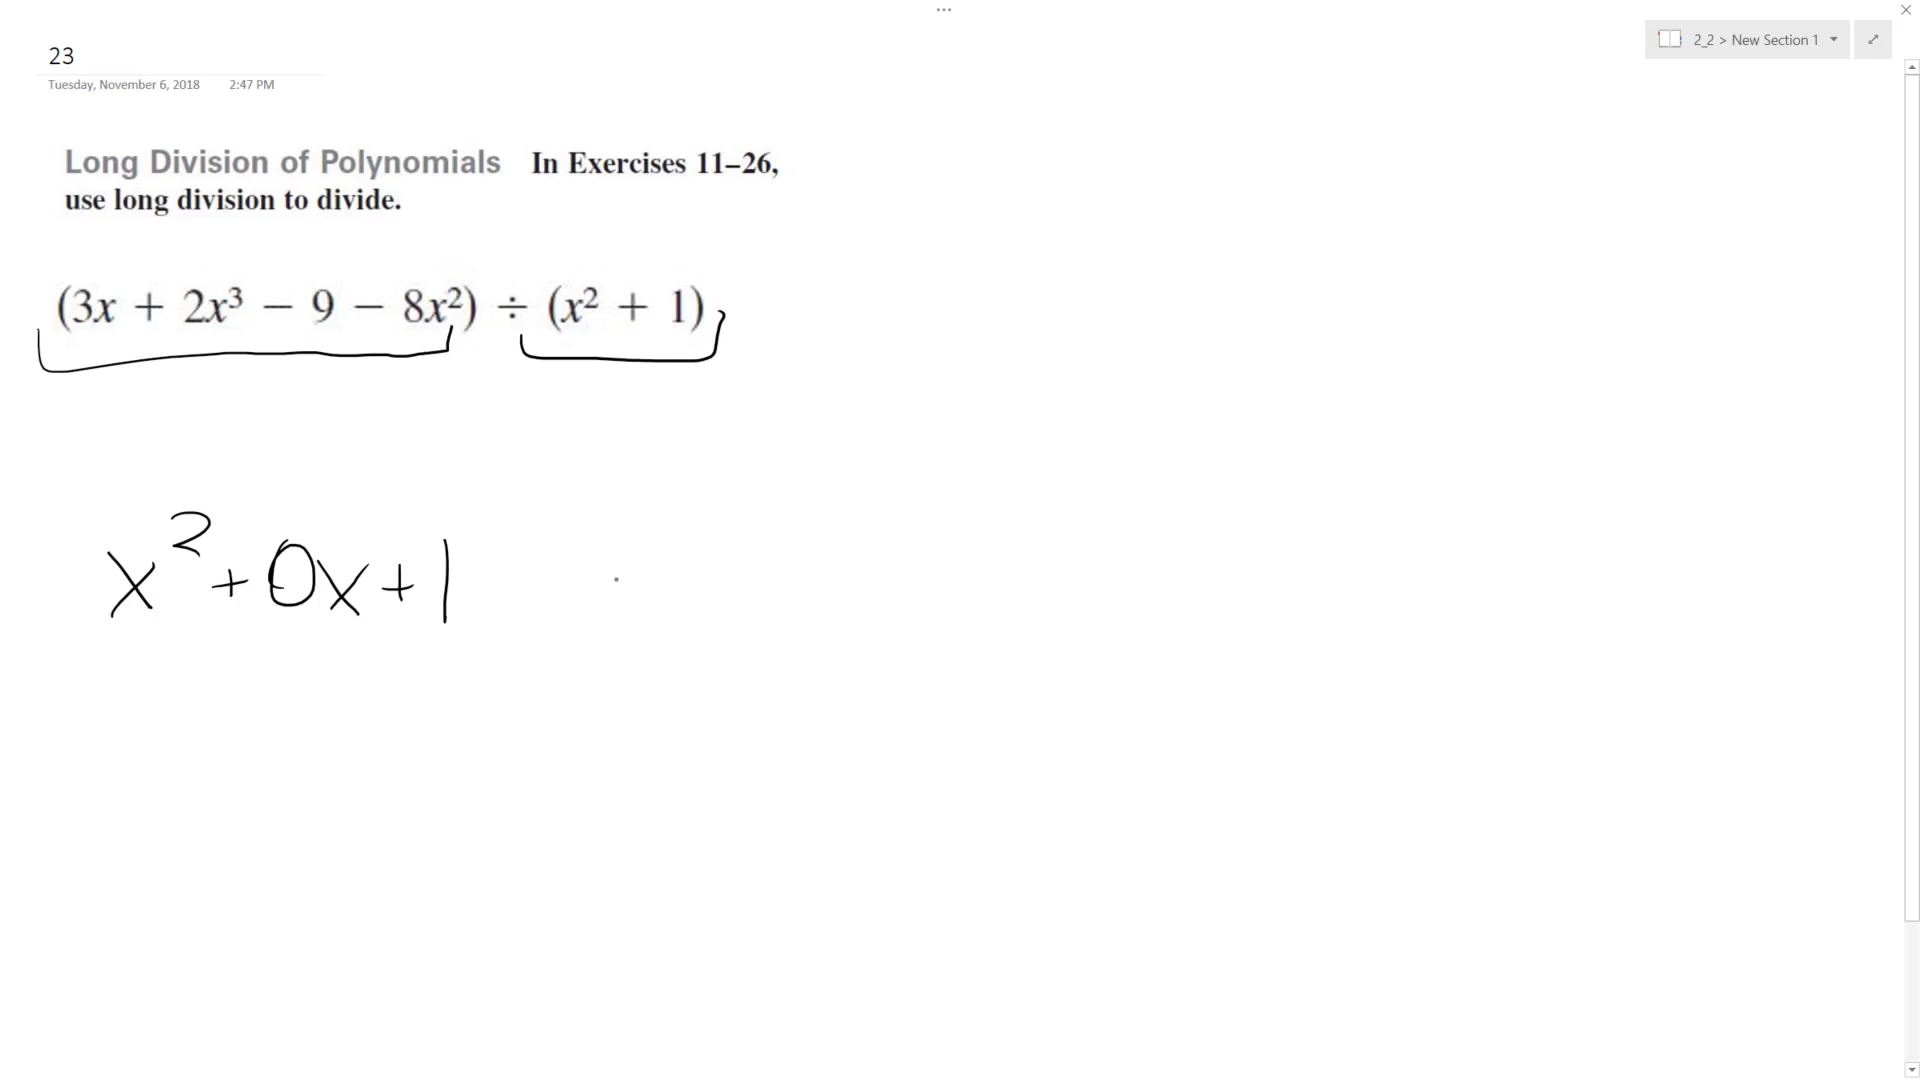 ...
2_2 > New Section 1
23
Tuesday, November 6, 2018 2:47 PM
Long Division of Polynomials In Exercises 11–26,
use long division to divide.
(3x + 2x³ − 9 − 8x²) ÷ (x² + 1)
x² + 0x + 1